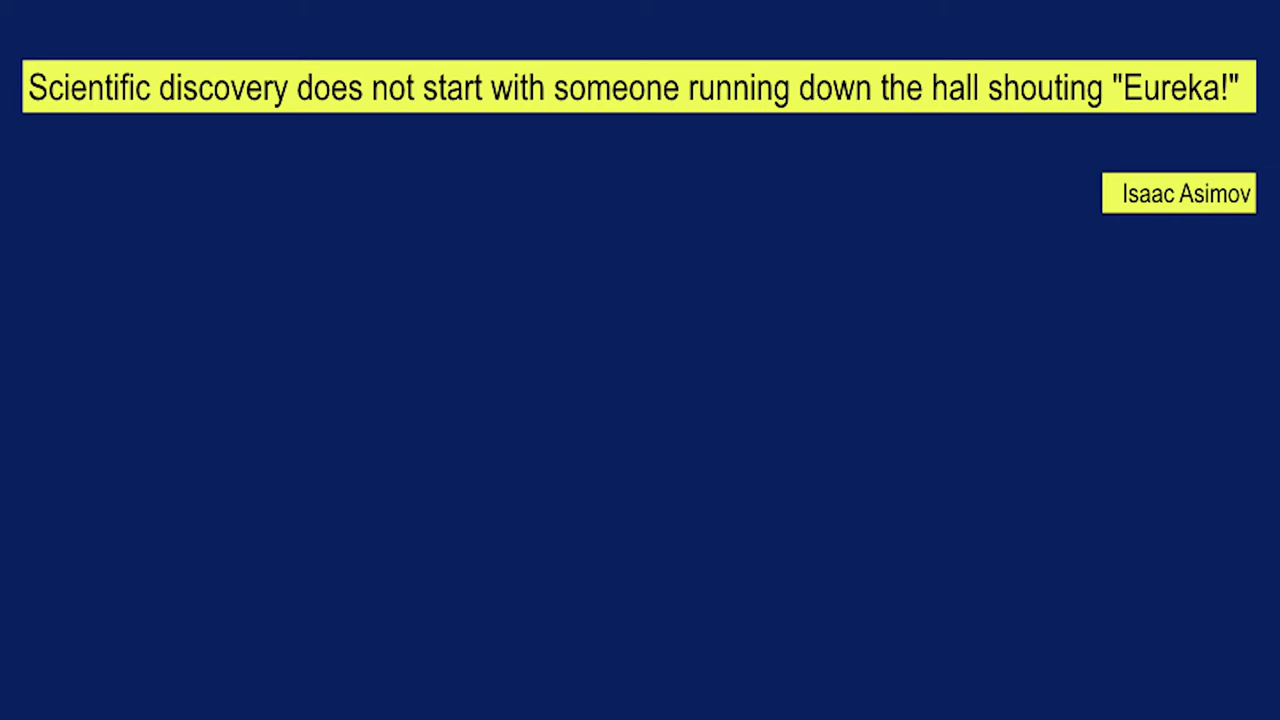 Scientific discovery does not start with someone running down the hall shouting "Eureka!"
Isaac Asimov